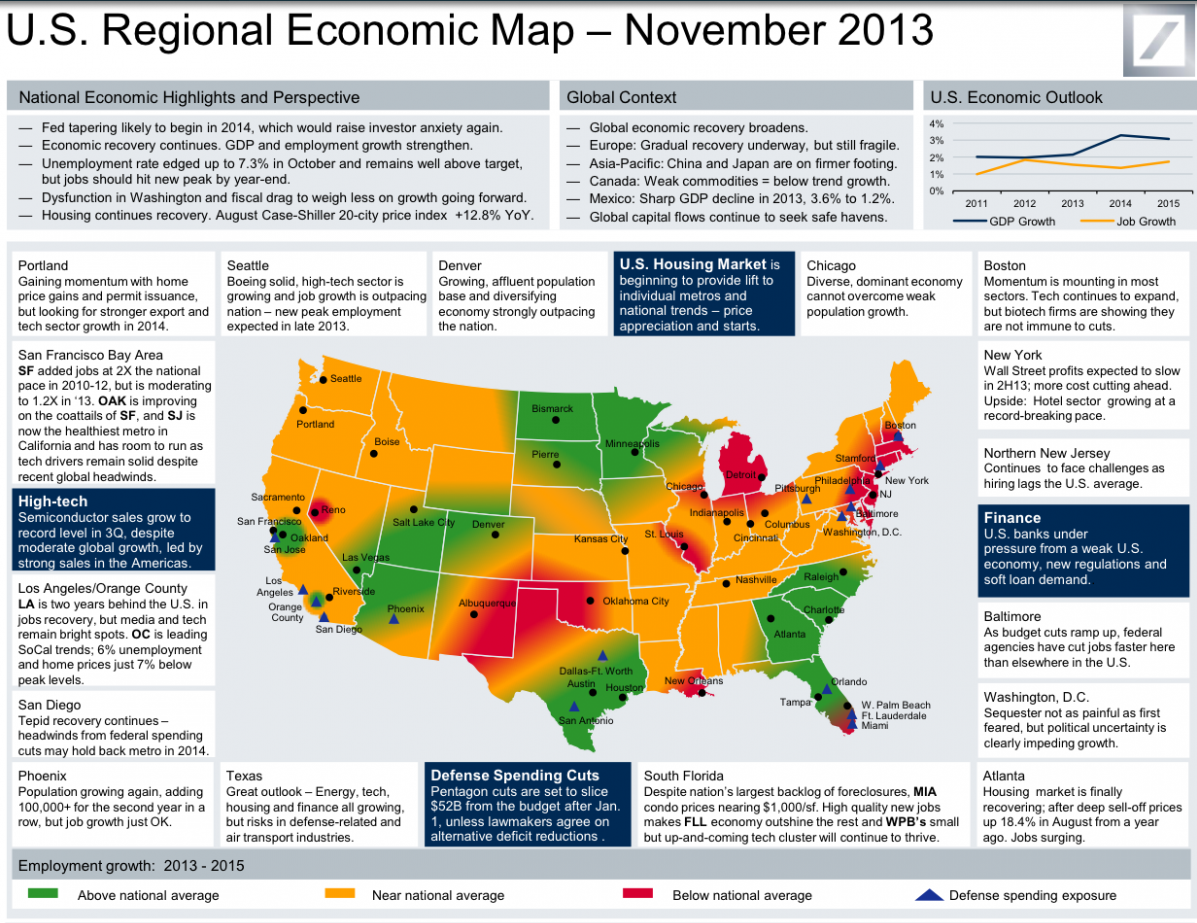 U.S. Regional Economic Map – November 2013
National Economic Highlights and Perspective
— Fed tapering likely to begin in 2014, which would raise investor anxiety again.
— Economic recovery continues. GDP and employment growth strengthen.
— Unemployment rate edged up to 7.3% in October and remains well above target,
but jobs should hit new peak by year-end.
— Dysfunction in Washington and fiscal drag to weigh less on growth going forward.
— Housing continues recovery. August Case-Shiller 20-city price index +12.8% YoY.
Global Context
— Global economic recovery broadens.
— Europe: Gradual recovery underway, but still fragile.
— Asia-Pacific: China and Japan are on firmer footing.
— Canada: Weak commodities = below trend growth.
— Mexico: Sharp GDP decline in 2013, 3.6% to 1.2%.
— Global capital flows continue to seek safe havens.
U.S. Economic Outlook
4%
3%
2%
1%
0%
2011 2012 2013 2014 2015
GDP Growth Job Growth
Portland
Gaining momentum with home
price gains and permit issuance,
but looking for stronger export and
tech sector growth in 2014.
Seattle
Boeing solid, high-tech sector is
growing and job growth is outpacing
nation – new peak employment
expected in late 2013.
Denver
Growing, affluent population
base and diversifying
economy strongly outpacing
the nation.
U.S. Housing Market is
beginning to provide lift to
individual metros and
national trends – price
appreciation and starts.
Chicago
Diverse, dominant economy
cannot overcome weak
population growth.
Boston
Momentum is mounting in most
sectors. Tech continues to expand,
but biotech firms are showing they
are not immune to cuts.
San Francisco Bay Area
SF added jobs at 2X the national
pace in 2010-12, but is moderating
to 1.2X in ‘13. OAK is improving
on the coattails of SF, and SJ is
now the healthiest metro in
California and has room to run as
tech drivers remain solid despite
recent global headwinds.
High-tech
Semiconductor sales grow to
record level in 3Q, despite
moderate global growth, led by
strong sales in the Americas.
Los Angeles/Orange County
LA is two years behind the U.S. in
jobs recovery, but media and tech
remain bright spots. OC is leading
SoCal trends; 6% unemployment
and home prices just 7% below
peak levels.
San Diego
Tepid recovery continues –
headwinds from federal spending
cuts may hold back metro in 2014.
Seattle
Portland
Boise
Bismarck
Pierre
Minneapolis
Sacramento
Reno
San Francisco
Oakland
San Jose
Salt Lake City
Denver
Las Vegas
Los
Angeles
Riverside
Orange
County
San Diego
Phoenix
Albuquerque
Kansas City
St. Louis
Oklahoma City
Chicago
Detroit
Indianapolis
Columbus
Cincinnati
Pittsburgh
Philadelphia
Boston
Stamford
New York
NJ
Baltimore
Washington, D.C.
Nashville
Raleigh
Charlotte
Atlanta
Dallas-Ft. Worth
Austin
Houston
San Antonio
New Orleans
Orlando
Tampa
W. Palm Beach
Ft. Lauderdale
Miami
New York
Wall Street profits expected to slow
in 2H13; more cost cutting ahead.
Upside: Hotel sector growing at a
record-breaking pace.
Northern New Jersey
Continues to face challenges as
hiring lags the U.S. average.
Finance
U.S. banks under
pressure from a weak U.S.
economy, new regulations and
soft loan demand.
Baltimore
As budget cuts ramp up, federal
agencies have cut jobs faster here
than elsewhere in the U.S.
Washington, D.C.
Sequester not as painful as first
feared, but political uncertainty is
clearly impeding growth.
Phoenix
Population growing again, adding
100,000+ for the second year in a
row, but job growth just OK.
Texas
Great outlook – Energy, tech,
housing and finance all growing,
but risks in defense-related and
air transport industries.
Defense Spending Cuts
Pentagon cuts are set to slice
$52B from the budget after Jan.
1, unless lawmakers agree on
alternative deficit reductions .
South Florida
Despite nation’s largest backlog of foreclosures, MIA
condo prices nearing $1,000/sf. High quality new jobs
makes FLL economy outshine the rest and WPB’s small
but up-and-coming tech cluster will continue to thrive.
Atlanta
Housing market is finally
recovering; after deep sell-off prices
up 18.4% in August from a year
ago. Jobs surging.
Employment growth: 2013 - 2015
Above national average
Near national average
Below national average
Defense spending exposure